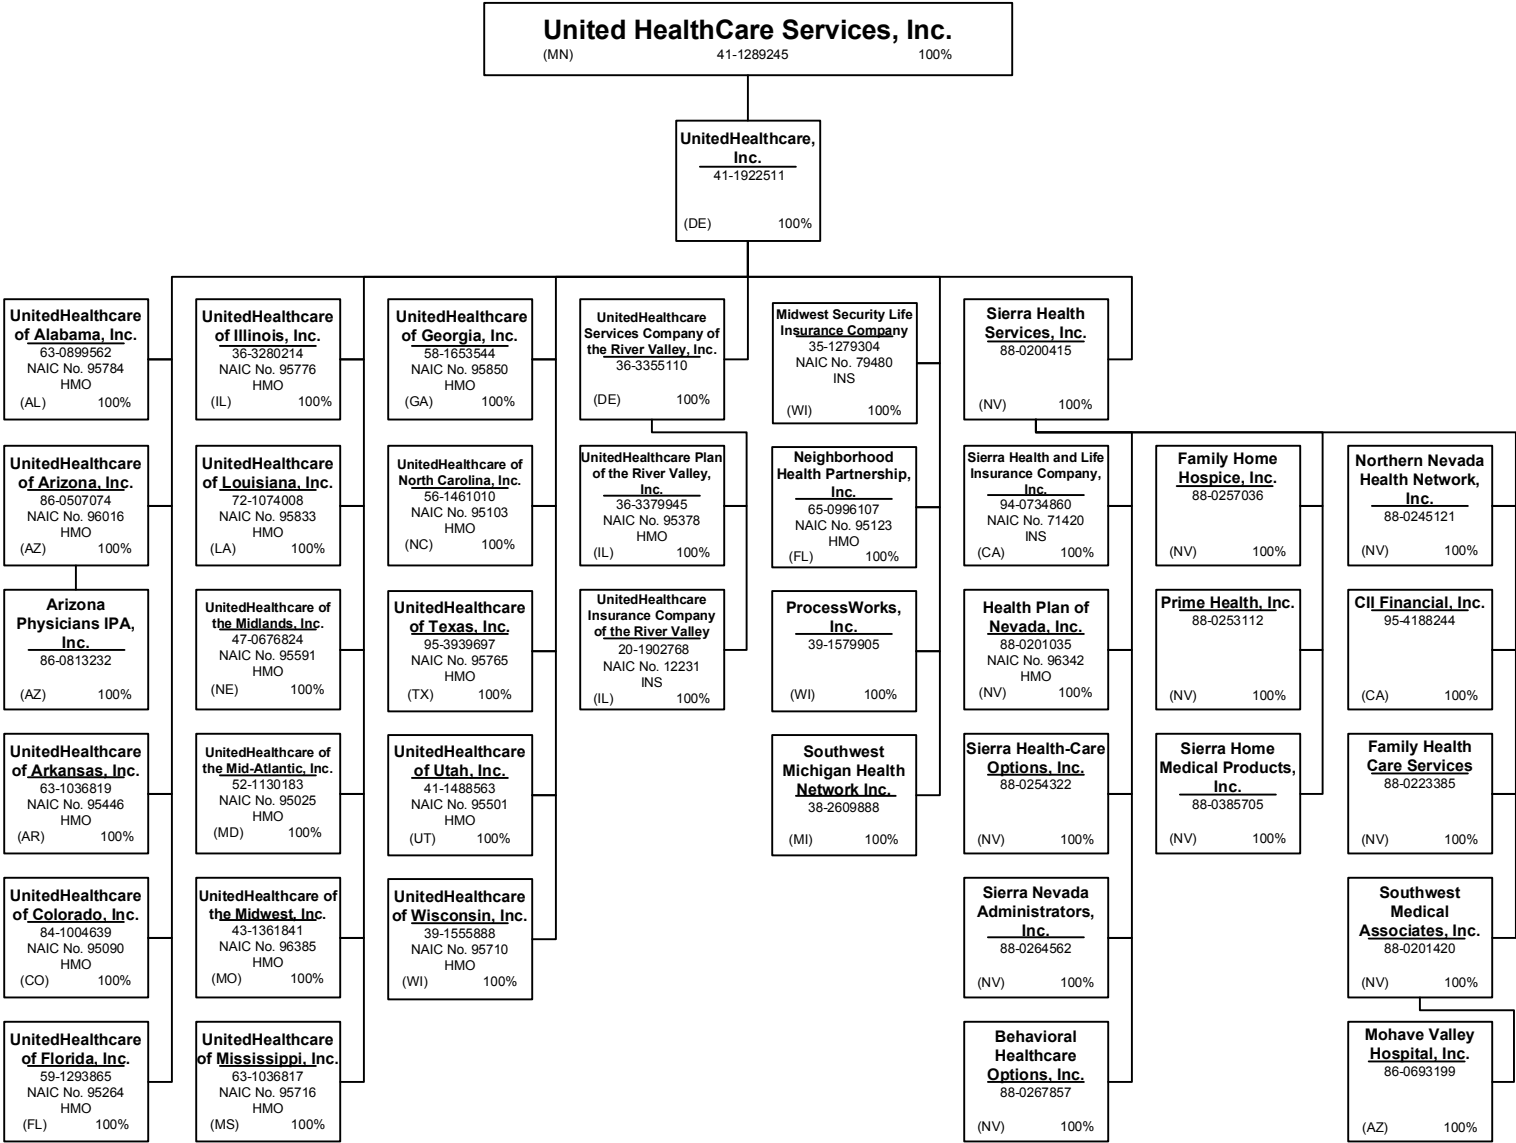 United HealthCare Services, Inc.
(MN) 41-1289245 100%
UnitedHealthcare,
Inc.
41-1922511
(DE) 100%
UnitedHealthcare
of Alabama, Inc.
63-0899562
NAIC No. 95784
HMO
(AL) 100%
UnitedHealthcare
of Illinois, Inc.
36-3280214
NAIC No. 95776
HMO
(IL) 100%
UnitedHealthcare
of Georgia, Inc.
58-1653544
NAIC No. 95850
HMO
(GA) 100%
UnitedHealthcare
Services Company of
the River Valley, Inc.
36-3355110
(DE) 100%
Midwest Security Life
Insurance Company
35-1279304
NAIC No. 79480
INS
(WI) 100%
Sierra Health
Services, Inc.
88-0200415
(NV) 100%
UnitedHealthcare
of Arizona, Inc.
86-0507074
NAIC No. 96016
HMO
(AZ) 100%
UnitedHealthcare
of Louisiana, Inc.
72-1074008
NAIC No. 95833
HMO
(LA) 100%
UnitedHealthcare of
North Carolina, Inc.
56-1461010
NAIC No. 95103
HMO
(NC) 100%
UnitedHealthcare Plan
of the River Valley,
Inc.
36-3379945
NAIC No. 95378
HMO
(IL) 100%
Neighborhood
Health Partnership,
Inc.
65-0996107
NAIC No. 95123
HMO
(FL) 100%
Sierra Health and Life
Insurance Company,
Inc.
94-0734860
NAIC No. 71420
INS
(CA) 100%
Family Home
Hospice, Inc.
88-0257036
(NV) 100%
Northern Nevada
Health Network,
Inc.
88-0245121
(NV) 100%
Arizona
Physicians IPA,
Inc.
86-0813232
(AZ) 100%
UnitedHealthcare of
the Midlands, Inc.
47-0676824
NAIC No. 95591
HMO
(NE) 100%
UnitedHealthcare
of Texas, Inc.
95-3939697
NAIC No. 95765
HMO
(TX) 100%
UnitedHealthcare
Insurance Company
of the River Valley
20-1902768
NAIC No. 12231
INS
(IL) 100%
ProcessWorks,
Inc.
39-1579905
(WI) 100%
Health Plan of
Nevada, Inc.
88-0201035
NAIC No. 96342
HMO
(NV) 100%
Prime Health, Inc.
88-0253112
(NV) 100%
CII Financial, Inc.
95-4188244
(CA) 100%
UnitedHealthcare
of Arkansas, Inc.
63-1036819
NAIC No. 95446
HMO
(AR) 100%
UnitedHealthcare of
the Mid-Atlantic, Inc.
52-1130183
NAIC No. 95025
HMO
(MD) 100%
UnitedHealthcare
of Utah, Inc.
41-1488563
NAIC No. 95501
HMO
(UT) 100%
Southwest
Michigan Health
Network Inc.
38-2609888
(MI) 100%
Sierra Health-Care
Options, Inc.
88-0254322
(NV) 100%
Sierra Home
Medical Products,
Inc.
88-0385705
(NV) 100%
Family Health
Care Services
88-0223385
(NV) 100%
UnitedHealthcare
of Colorado, Inc.
84-1004639
NAIC No. 95090
HMO
(CO) 100%
UnitedHealthcare of
the Midwest, Inc.
43-1361841
NAIC No. 96385
HMO
(MO) 100%
UnitedHealthcare
of Wisconsin, Inc.
39-1555888
NAIC No. 95710
HMO
(WI) 100%
Sierra Nevada
Administrators,
Inc.
88-0264562
(NV) 100%
Southwest
Medical
Associates, Inc.
88-0201420
(NV) 100%
UnitedHealthcare
of Florida, Inc.
59-1293865
NAIC No. 95264
HMO
(FL) 100%
UnitedHealthcare
of Mississippi, Inc.
63-1036817
NAIC No. 95716
HMO
(MS) 100%
Behavioral
Healthcare
Options, Inc.
88-0267857
(NV) 100%
Mohave Valley
Hospital, Inc.
86-0693199
(AZ) 100%